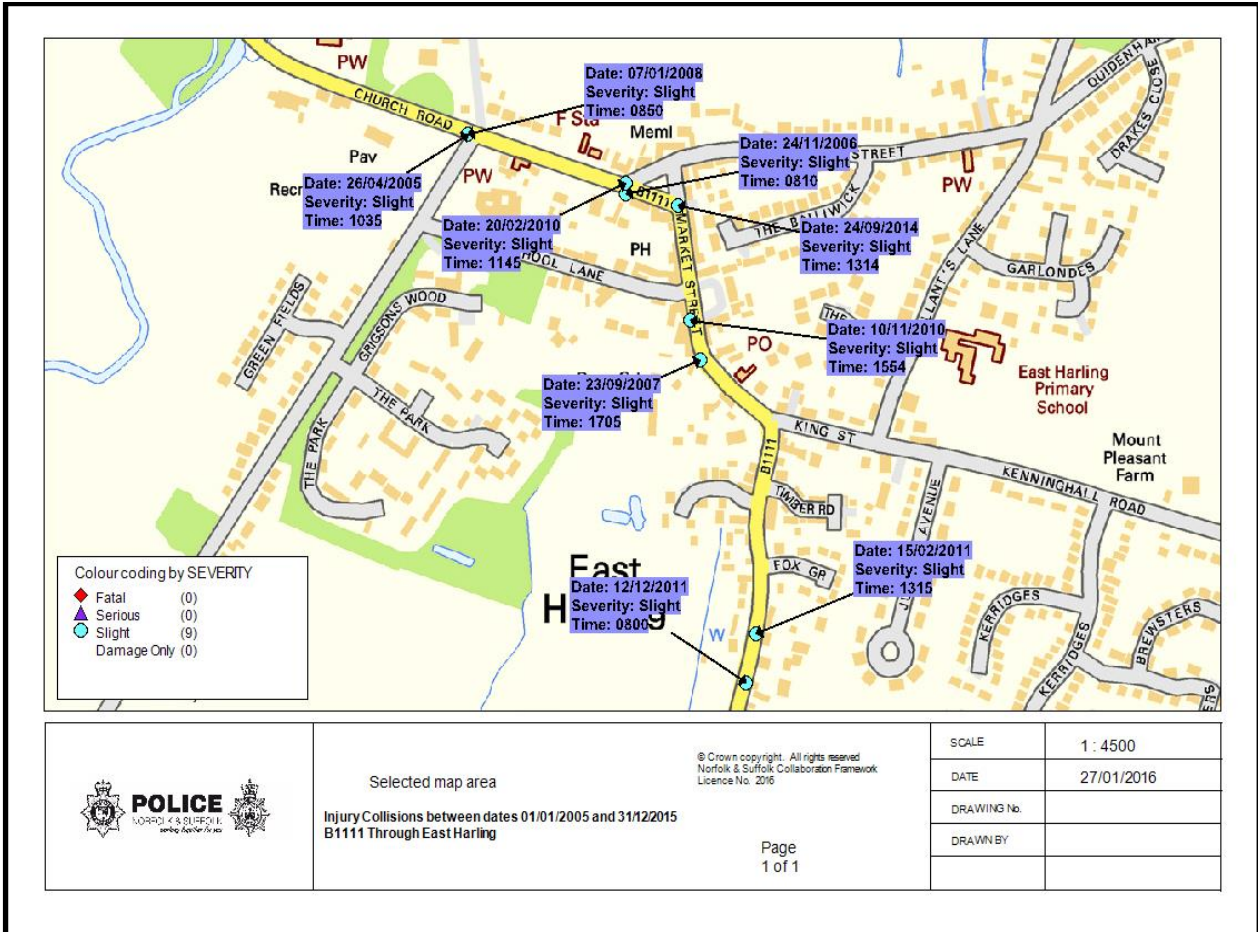 PW
CHURCH ROAD
Date: 07/01/2008
Severity: Slight
Time: 0850
F Sta
Meml
QUIDENHA
DRAKES CLOSE
Pav
PW
Date: 24/11/2006
Severity: Slight
Time: 0810
STREET
PW
Recr
Date: 26/04/2005
Severity: Slight
Time: 1035
B1111
THE BALLIWICK
Date: 20/02/2010
Severity: Slight
Time: 1145
OOL LANE
PH
MARKET STREET
Date: 24/09/2014
Severity: Slight
Time: 1314
LANT'S LANE
GARLONDES
GREEN FIELDS
GRIGSONS WOOD
THE
Date: 10/11/2010
Severity: Slight
Time: 1554
PO
East Harling
Primary
School
Date: 23/09/2007
Severity: Slight
Time: 1705
THE PARK
THE PARK
KING ST
B1111
KENNINGHALL ROAD
Mount
Pleasant
Farm
TIMBER RD
AVENUE
FOX GR
Date: 15/02/2011
Severity: Slight
Time: 1315
East
H g
Date: 12/12/2011
Severity: Slight
Time: 0800
W
KERRIDGES
KERRIDGES
BREWSTERS
Colour coding by SEVERITY
Fatal (0)
Serious (0)
Slight (9)
Damage Only (0)
POLICE
NORFOLK & SUFFOLK
working together for you
Selected map area
Injury Collisions between dates 01/01/2005 and 31/12/2015
B1111 Through East Harling
© Crown copyright. All rights reserved
Norfolk & Suffolk Collaboration Framework
Licence No. 2016
Page
1 of 1
SCALE 1 : 4500
DATE 27/01/2016
DRAWING No.
DRAWN BY